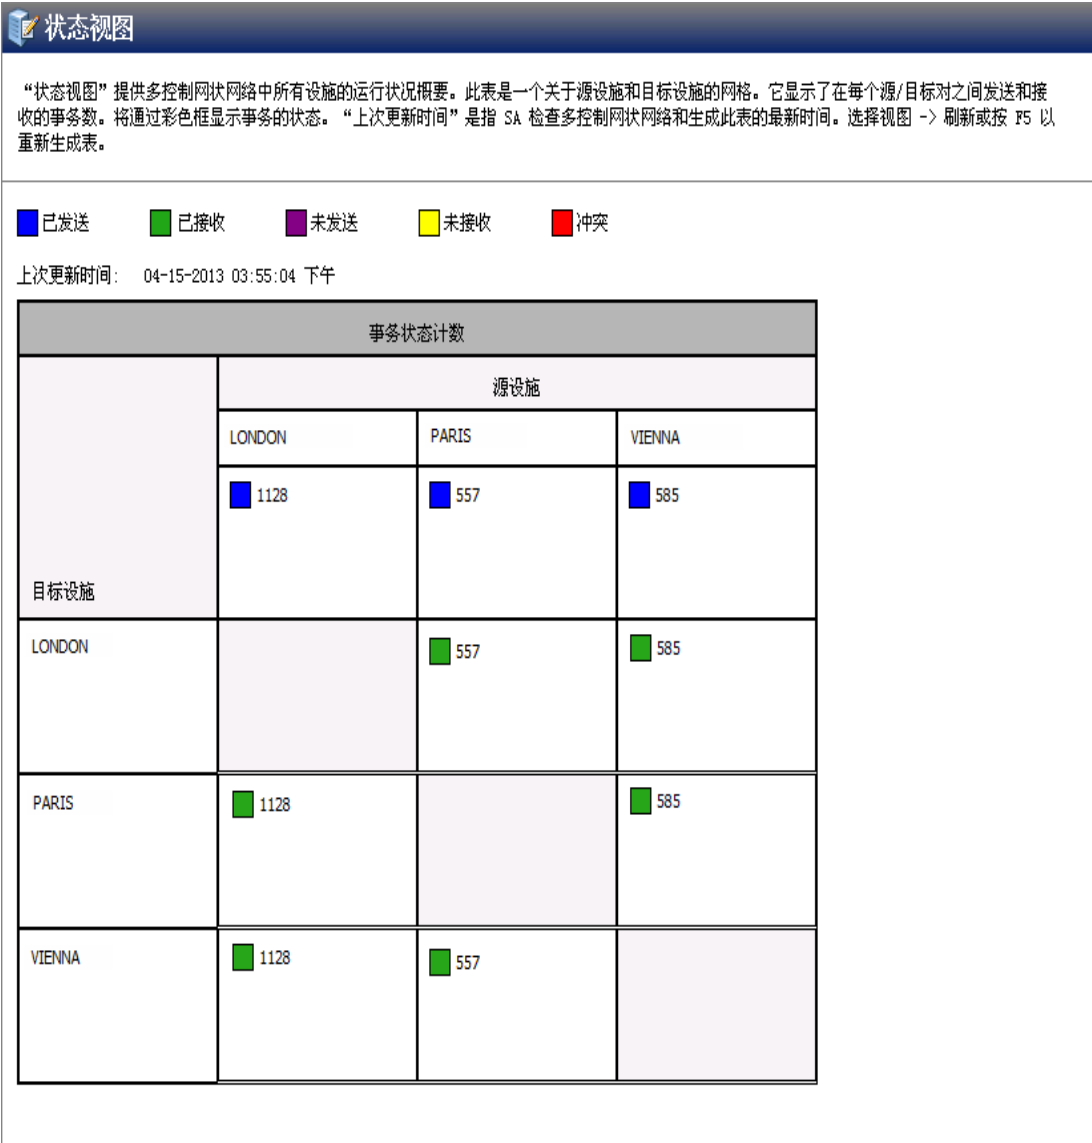 状态视图
“状态视图”提供多控制网状网络中所有设施的运行状况概要。此表是一个关于源设施和目标设施的网格。它显示了在每个源/目标对之间发送和接
收的事务数。将通过彩色框显示事务的状态。“上次更新时间”是指 SA 检查多控制网状网络和生成此表的最新时间。选择视图 -> 刷新或按 F5 以
重新生成表。
已发送 已接收 未发送 未接收 冲突
上次更新时间: 04-15-2013 03:55:04 下午
事务状态计数
源设施
LONDON PARIS VIENNA
1128 557 585
目标设施
LONDON 557 585
PARIS 1128 585
VIENNA 1128 557